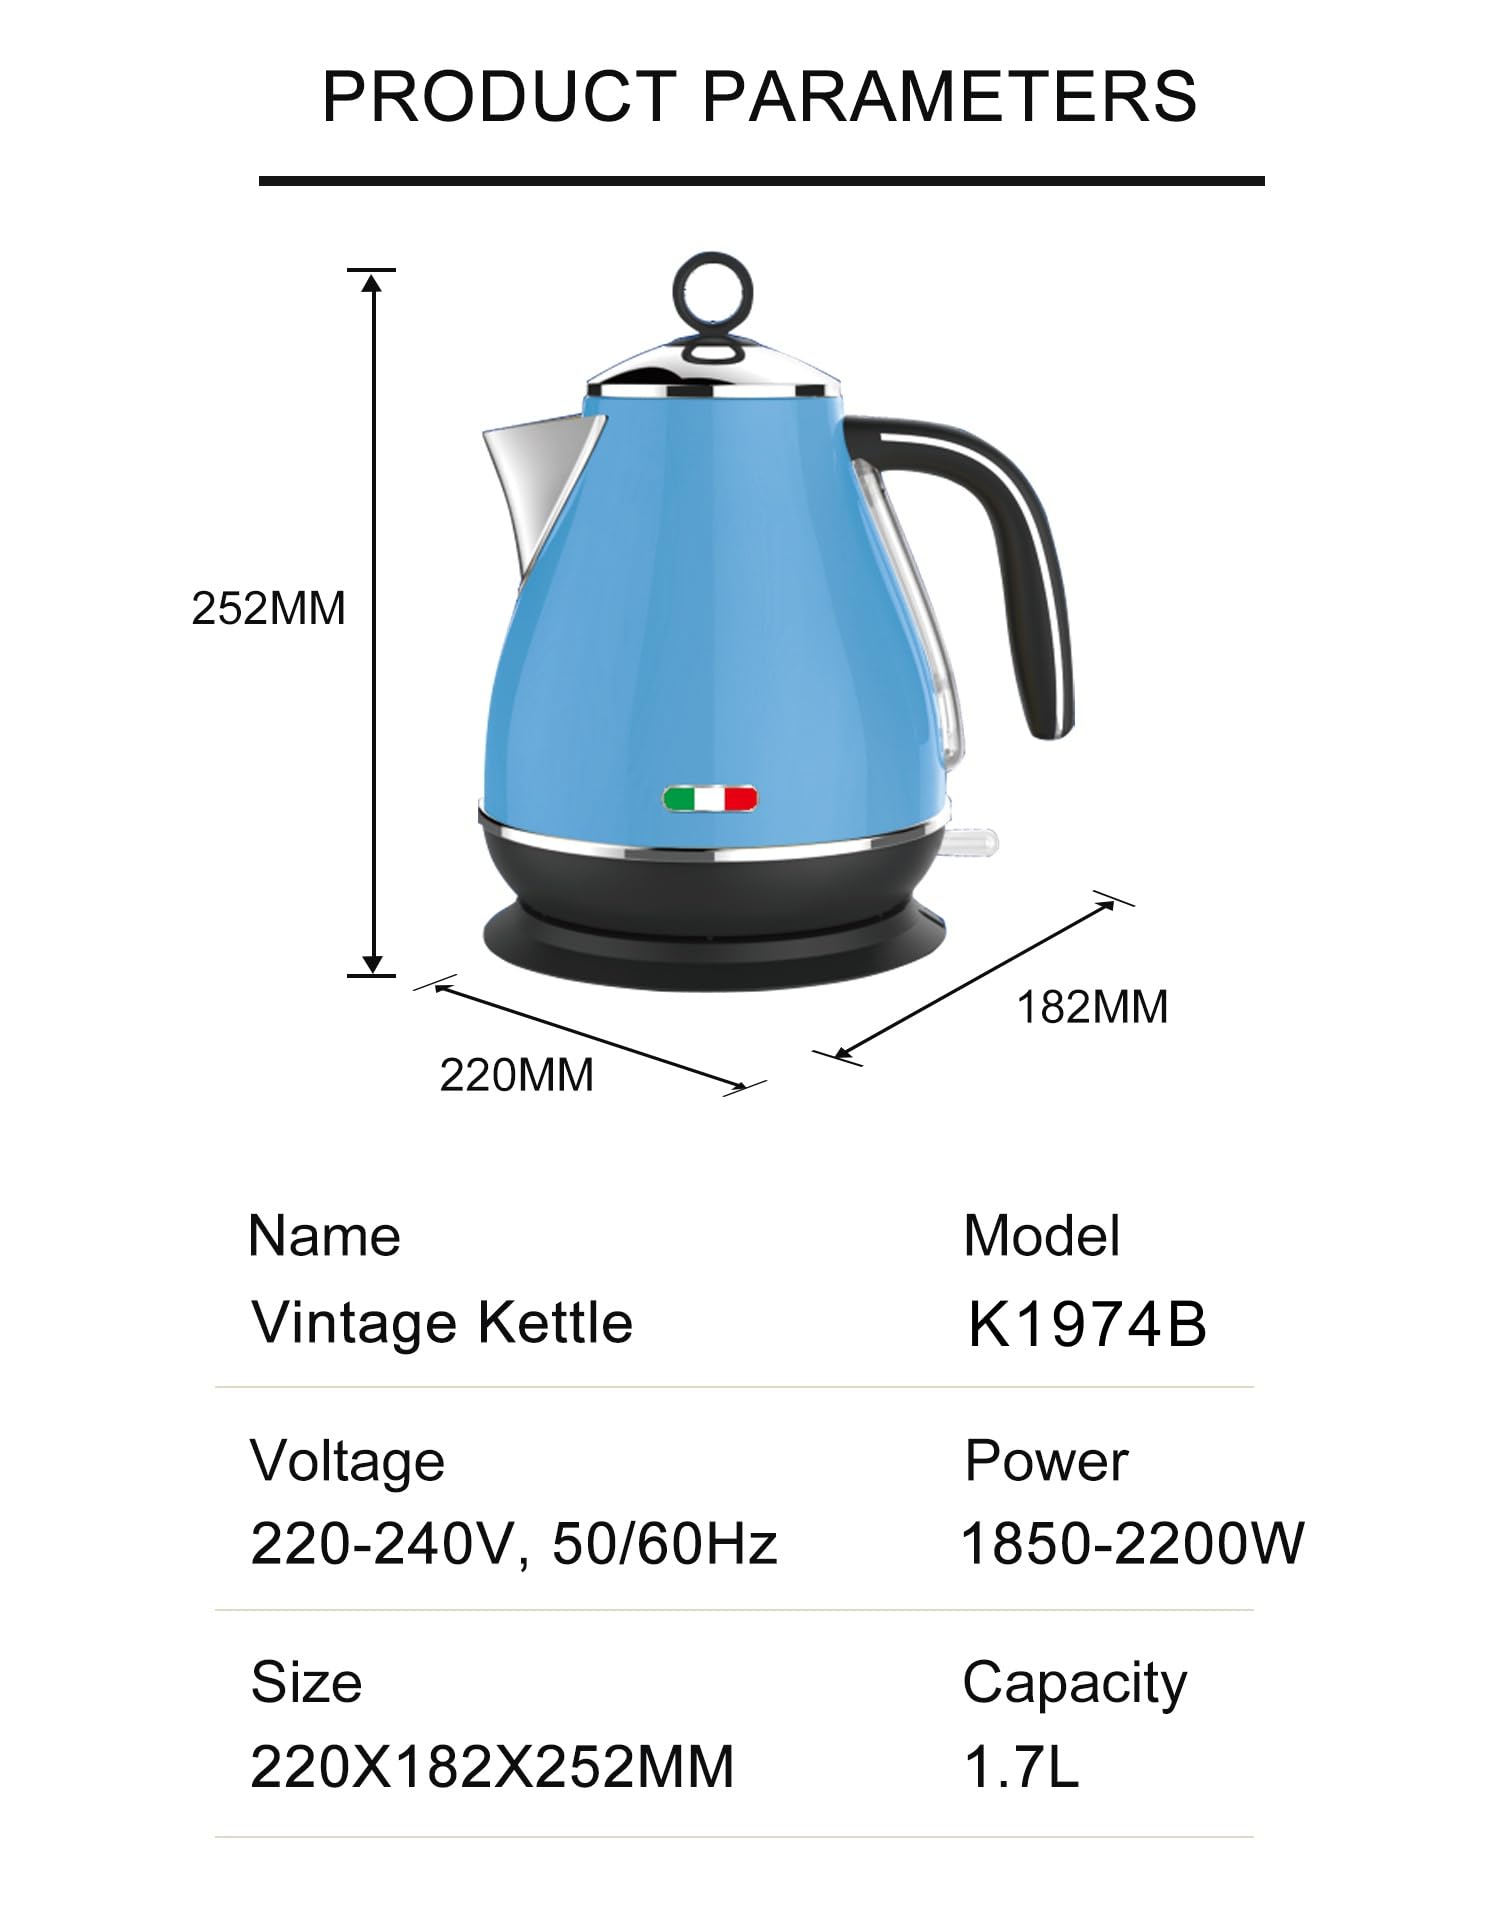 PRODUCT PARAMETERS
252MM
182MM
220MM
Name
Model
Vintage Kettle
K1974B
Voltage
Power
220-240V, 50/60Hz
1850-2200W
Size
Capacity
220X182X252MM
1.7L